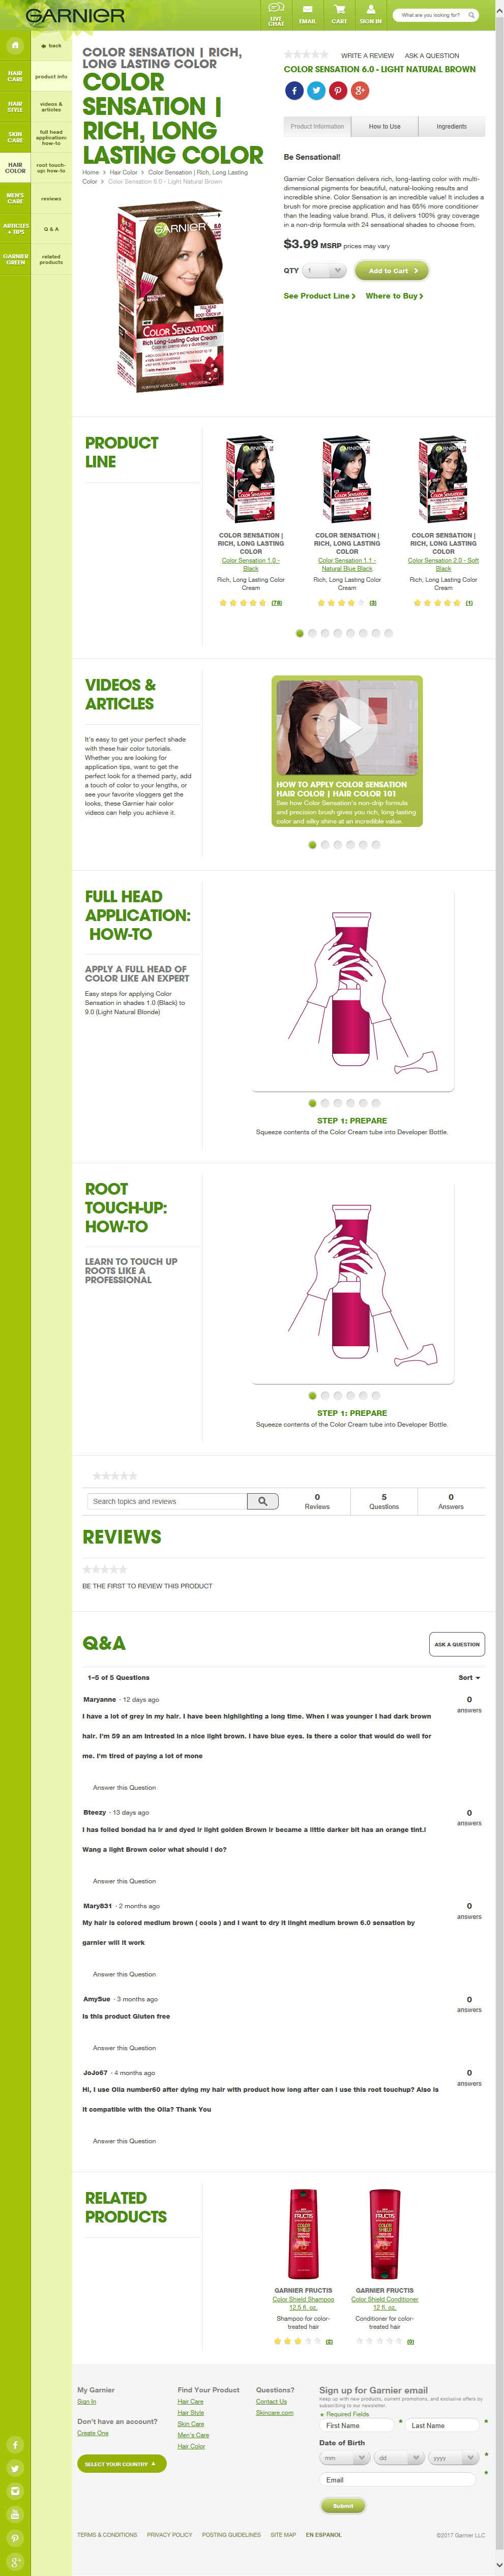 GARNIER
LIVE CHAT
EMAIL
CART
SIGN IN
What are you looking for?
HAIR CARE
HAIR STYLE
SKIN CARE
HAIR COLOR
MEN'S CARE
ARTICLES + TIPS
GARNIER GREEN
back
product info
videos & articles
full head application: how-to
root touch-up: how-to
reviews
Q & A
related products
COLOR SENSATION | RICH,
LONG LASTING COLOR
COLOR
SENSATION |
RICH, LONG
LASTING COLOR
Home > Hair Color > Color Sensation | Rich, Long Lasting
Color > Color Sensation 6.0 - Light Natural Brown
GARNIER
COLOR SENSATION
Rich Long-Lasting Color Cream
WRITE A REVIEW
ASK A QUESTION
COLOR SENSATION 6.0 - LIGHT NATURAL BROWN
Product Information
How to Use
Ingredients
Be Sensational!
Garnier Color Sensation delivers rich, long-lasting color with multi-
dimensional pigments for beautiful, natural-looking results and
incredible shine. Color Sensation is an incredible value! It includes a
brush for more precise application and has 65% more conditioner
than the leading value brand. Plus, it delivers 100% gray coverage
in a non-drip formula with 24 sensational shades to choose from.
$3.99 MSRP prices may vary
QTY 1
Add to Cart >
See Product Line >
Where to Buy >
PRODUCT
LINE
COLOR SENSATION |
RICH, LONG LASTING
COLOR
Color Sensation 1.0 -
Black
Rich, Long Lasting Color
Cream
(78)
COLOR SENSATION |
RICH, LONG LASTING
COLOR
Color Sensation 1.1 -
Natural Blue Black
Rich, Long Lasting Color
Cream
(3)
COLOR SENSATION |
RICH, LONG LASTING
COLOR
Color Sensation 2.0 - Soft
Black
Rich, Long Lasting Color
Cream
(1)
VIDEOS &
ARTICLES
It's easy to get your perfect shade
with these hair color tutorials.
Whether you are looking for
application tips, want to get the
perfect look for a themed party, add
a touch of color to your lengths, or
see your favorite vloggers get the
looks, these Garnier hair color
videos can help you achieve it.
HOW TO APPLY COLOR SENSATION
HAIR COLOR | HAIR COLOR 101
See how Color Sensation's non-drip formula
and precision brush gives you rich, long-lasting
color and silky shine at an incredible value.
FULL HEAD
APPLICATION:
HOW-TO
APPLY A FULL HEAD OF
COLOR LIKE AN EXPERT
Easy steps for applying Color
Sensation in shades 1.0 (Black) to
9.0 (Light Natural Blonde)
STEP 1: PREPARE
Squeeze contents of the Color Cream tube into Developer Bottle.
ROOT
TOUCH-UP:
HOW-TO
LEARN TO TOUCH UP
ROOTS LIKE A
PROFESSIONAL
STEP 1: PREPARE
Squeeze contents of the Color Cream tube into Developer Bottle.
Search topics and reviews
0
Reviews
5
Questions
0
Answers
REVIEWS
BE THE FIRST TO REVIEW THIS PRODUCT
Q&A
ASK A QUESTION
1–5 of 5 Questions
Sort
Maryanne · 12 days ago
I have a lot of grey in my hair. I have been highlighting a long time. When I was younger I had dark brown
hair. I'm 59 an am intrested in a nice light brown. I have blue eyes. Is there a color that would do well for
me. I'm tired of paying a lot of mone
0
answers
Answer this Question
Bteezy · 13 days ago
I has foiled bondad ha ir and dyed ir light golden Brown ir became a little darker bit has an orange tint.I
Wang a light Brown color what should i do?
0
answers
Answer this Question
Mary831 · 2 months ago
My hair is colored medium brown ( cools ) and I want to dry it linght medium brown 6.0 sensation by
garnier will it work
0
answers
Answer this Question
AmySue · 3 months ago
Is this product Gluten free
0
answers
Answer this Question
JoJo67 · 4 months ago
Hi, I use Olia number60 after dying my hair with product how long after can I use this root touchup? Also is
it compatible with the Olia? Thank You
0
answers
Answer this Question
RELATED
PRODUCTS
GARNIER FRUCTIS
Color Shield Shampoo
12.5 fl. oz.
Shampoo for color-
treated hair
(2)
GARNIER FRUCTIS
Color Shield Conditioner
12 fl. oz.
Conditioner for color-
treated hair
(0)
My Garnier
Sign In
Don't have an account?
Create One
SELECT YOUR COUNTRY
Find Your Product
Hair Care
Hair Style
Skin Care
Men's Care
Hair Color
Questions?
Contact Us
Skincare.com
Sign up for Garnier email
Keep up with new products, current promotions, and exclusive offers by
subscribing to our newsletter.
* Required Fields
First Name *
Last Name *
Date of Birth
mm
dd
yyyy *
Email *
Submit
TERMS & CONDITIONS
PRIVACY POLICY
POSTING GUIDELINES
SITE MAP
EN ESPANOL
©2017 Garnier LLC